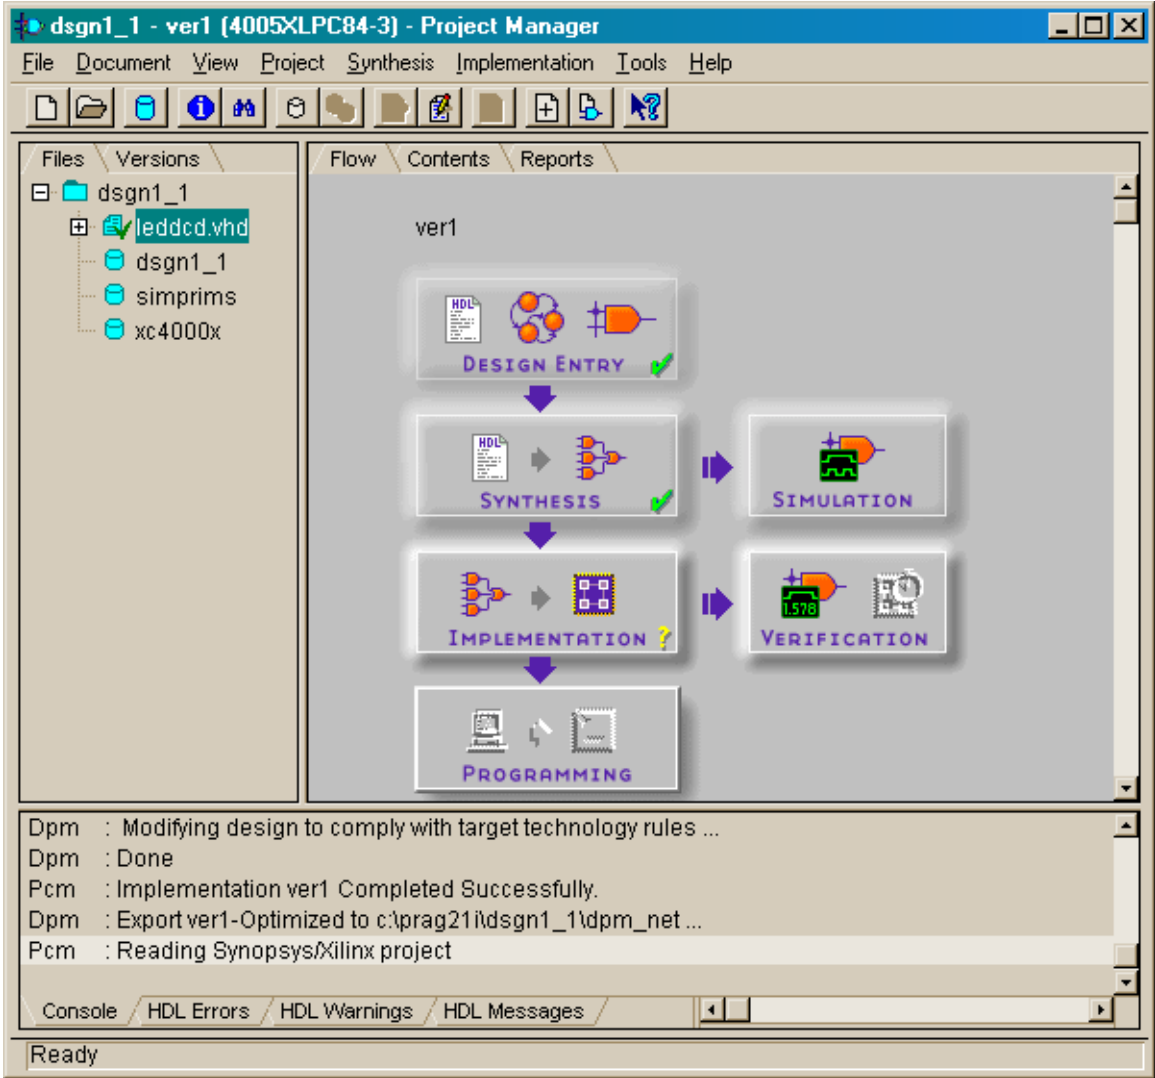 dsgn1_1 - ver1 (4005XLPC84-3) - Project Manager
File Document View Project Synthesis Implementation Tools Help
Files Versions
Flow Contents Reports
dsgn1_1
leddcd.vhd
dsgn1_1
simprims
xc4000x
ver1
HDL
DESIGN ENTRY
HDL
SYNTHESIS
SIMULATION
IMPLEMENTATION ?
1.578
VERIFICATION
PROGRAMMING
Dpm : Modifying design to comply with target technology rules ...
Dpm : Done
Pcm : Implementation ver1 Completed Successfully.
Dpm : Export ver1-Optimized to c:\prag21i\dsgn1_1\dpm_net ...
Pcm : Reading Synopsys/Xilinx project
Console HDL Errors HDL Warnings HDL Messages
Ready